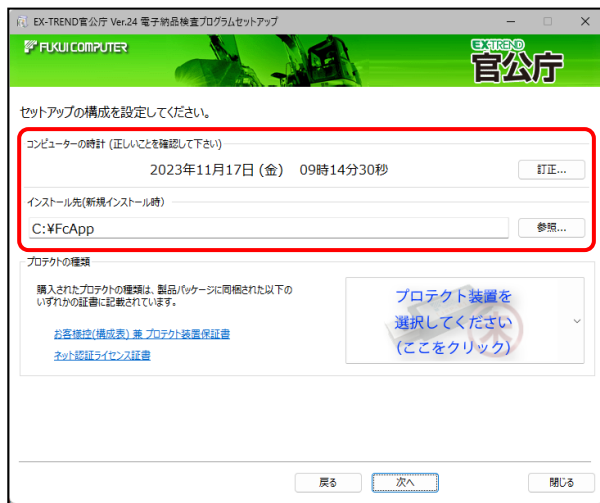 EX-TREND官公庁 Ver.24 電子納品検査プログラムセットアップ
FUKUI COMPUTER
EXTREND
官公庁
セットアップの構成を設定してください。
コンピューターの時計 (正しいことを確認して下さい)
2023年11月17日 (金) 09時14分30秒
訂正...
インストール先(新規インストール時)
C:¥FcApp
参照...
プロテクトの種類
購入されたプロテクトの種類は、製品パッケージに同梱された以下の
いずれかの証書に記載されています。
お客様控(構成表) 兼 プロテクト装置保証書
ネット認証ライセンス証書
プロテクト装置を
選択してください
(ここをクリック)
戻る
次へ
閉じる